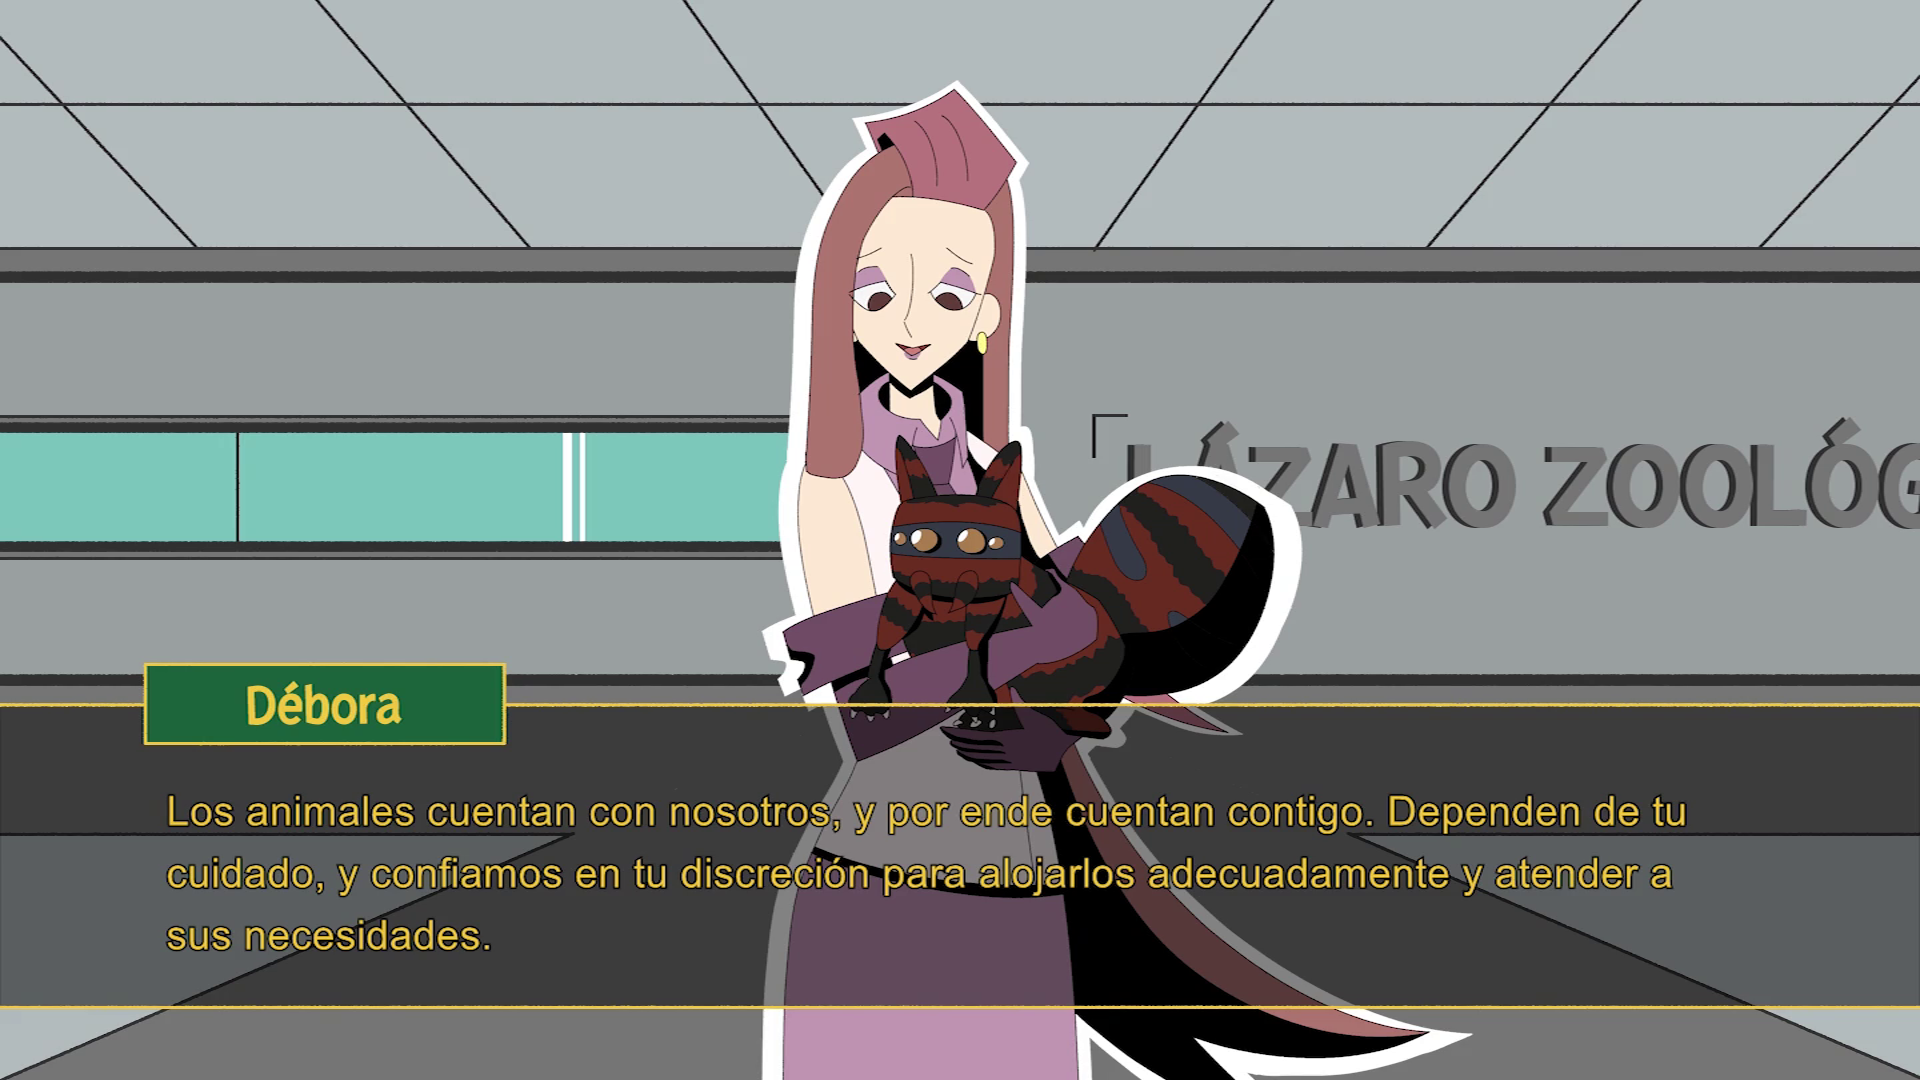 LÁZARO ZOOLÓG
Débora
Los animales cuentan con nosotros, y por ende cuentan contigo. Dependen de tu
cuidado, y confiamos en tu discreción para alojarlos adecuadamente y atender a
sus necesidades.